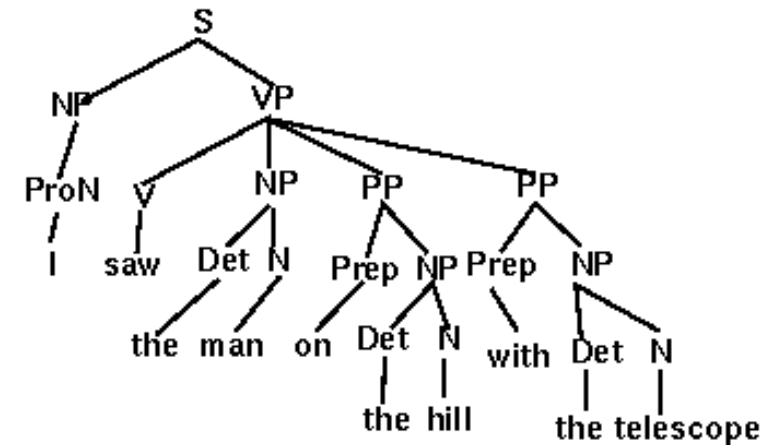 S
NP VP
ProN V NP PP PP
I saw Det N Prep NP Prep NP
the man on Det N with Det N
the hill the telescope